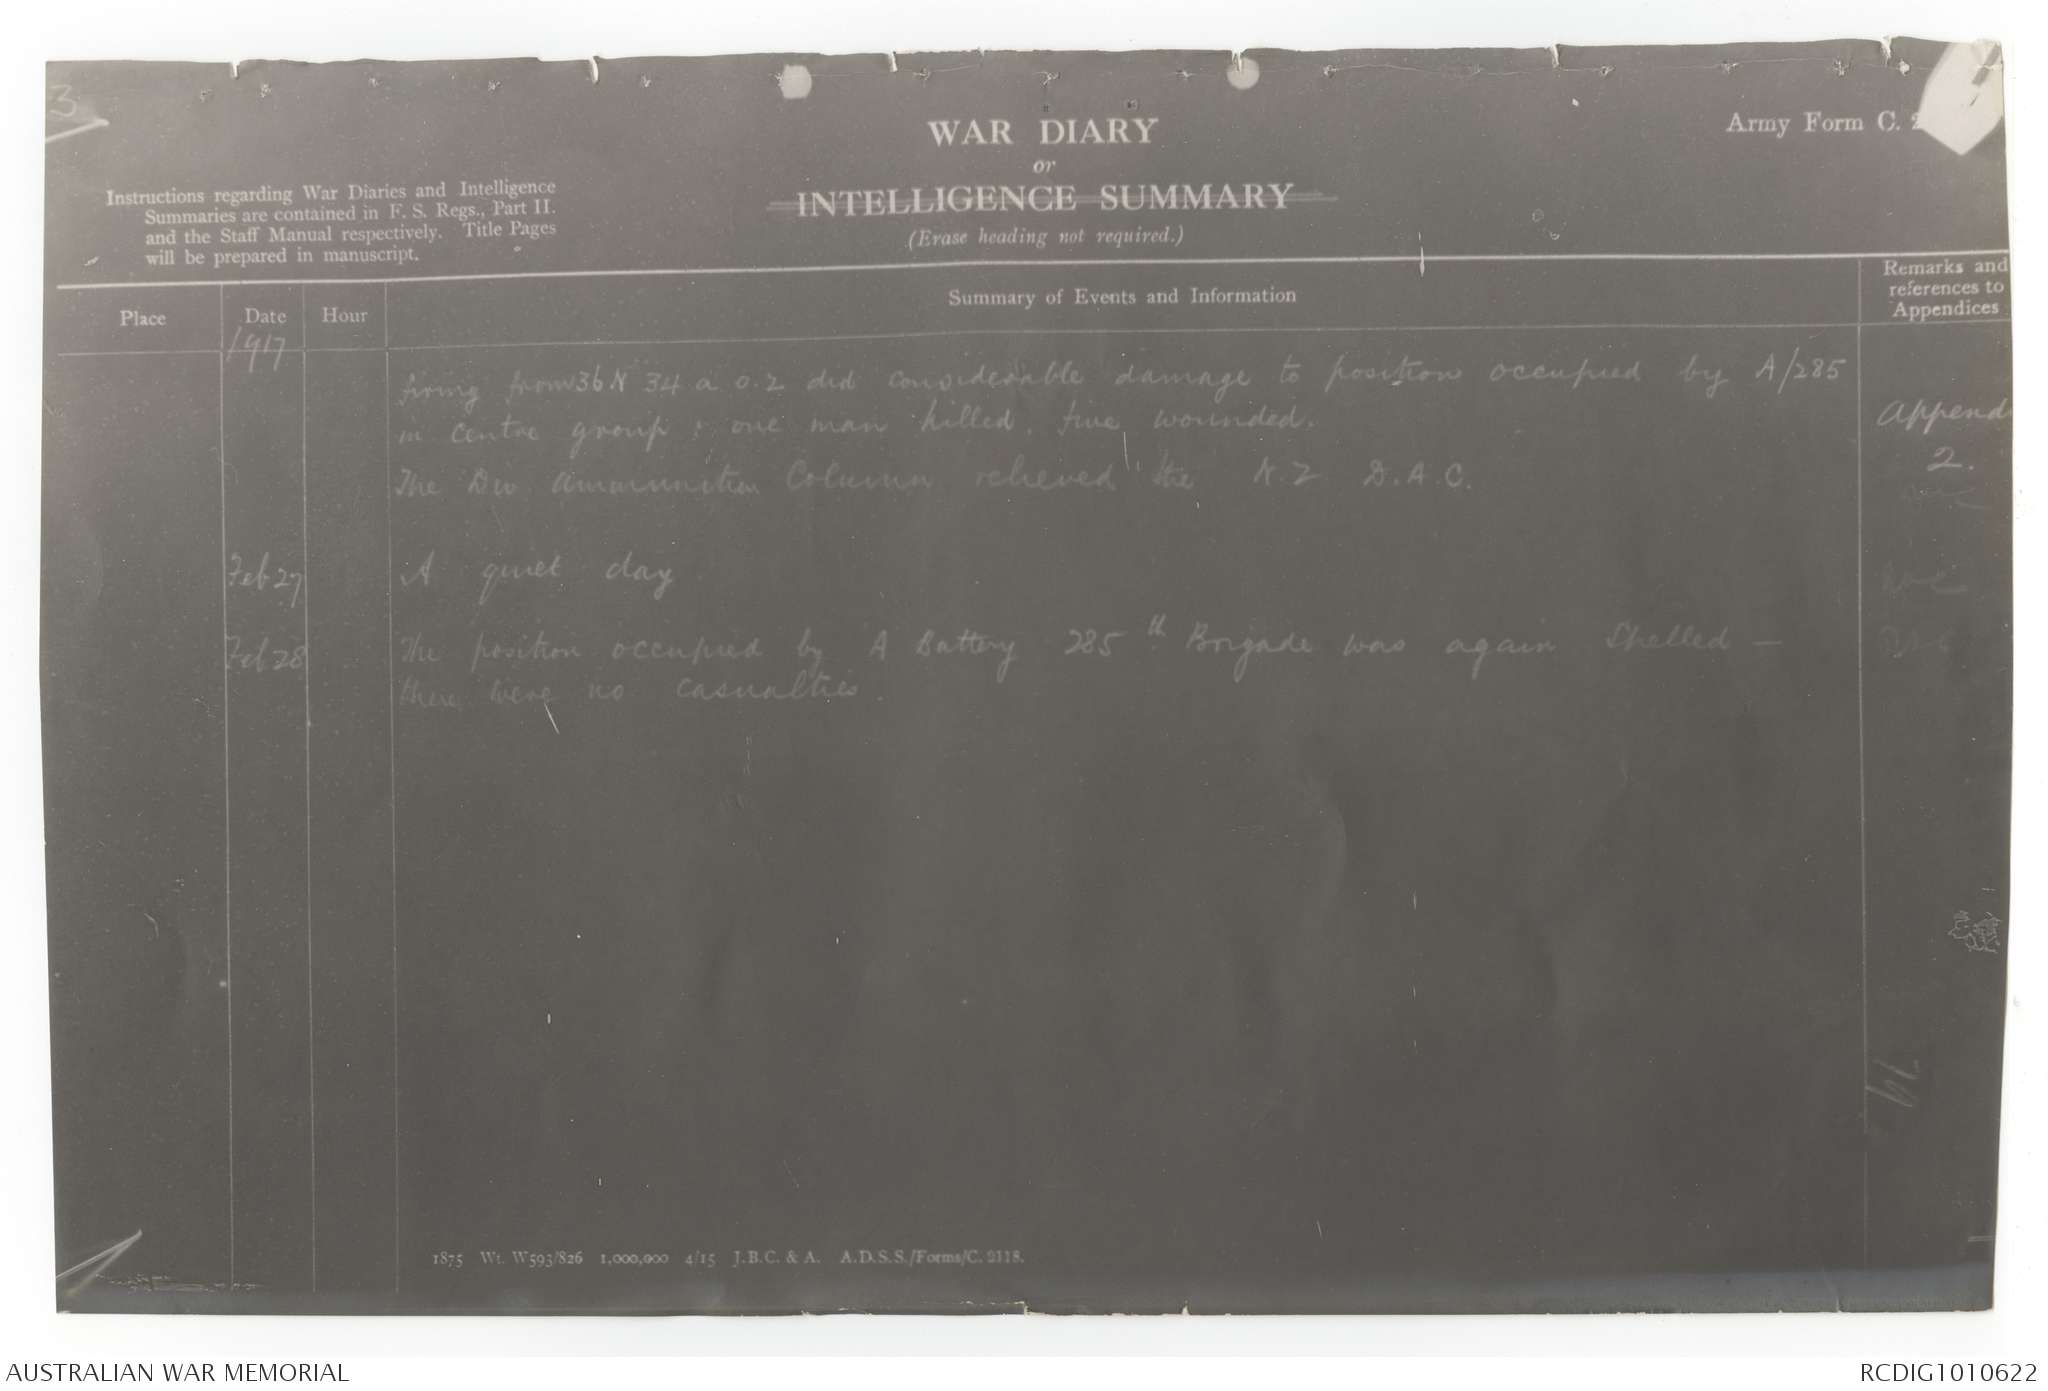 3
Army Form C. 2
WAR DIARY
or
INTELLIGENCE SUMMARY
(Erase heading not required.)
Instructions regarding War Diaries and Intelligence
Summaries are contained in F. S. Regs., Part II.
and the Staff Manual respectively. Title Pages
will be prepared in manuscript.
Place
Date
Hour
Summary of Events and Information
Remarks and
references to
Appendices
1917
firing from 36 N 34 a 0.2 did considerable damage to position occupied by A/285
in centre group; one man killed, five wounded.
Append
2.
The Div Ammunition Column relieved the N.Z D.A.C.
Feb 27
A quiet day
Feb 28
The position occupied by A Battery 285th Brigade was again Shelled —
there were no casualties.
1875 Wt. W593/826 1,000,000 4/15 J.B.C. & A. A.D.S.S./Forms/C. 2118.
AUSTRALIAN WAR MEMORIAL
RCDIG1010622